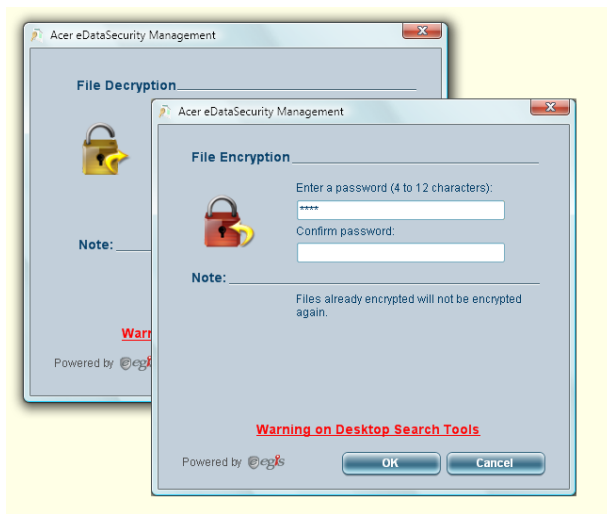 Acer eDataSecurity Management
File Decryption
Note:
Powered by
Acer eDataSecurity Management
File Encryption
Enter a password (4 to 12 characters):
****
Confirm password:
Note:
Files already encrypted will not be encrypted
again.
Warning on Desktop Search Tools
Powered by egis
OK
Cancel